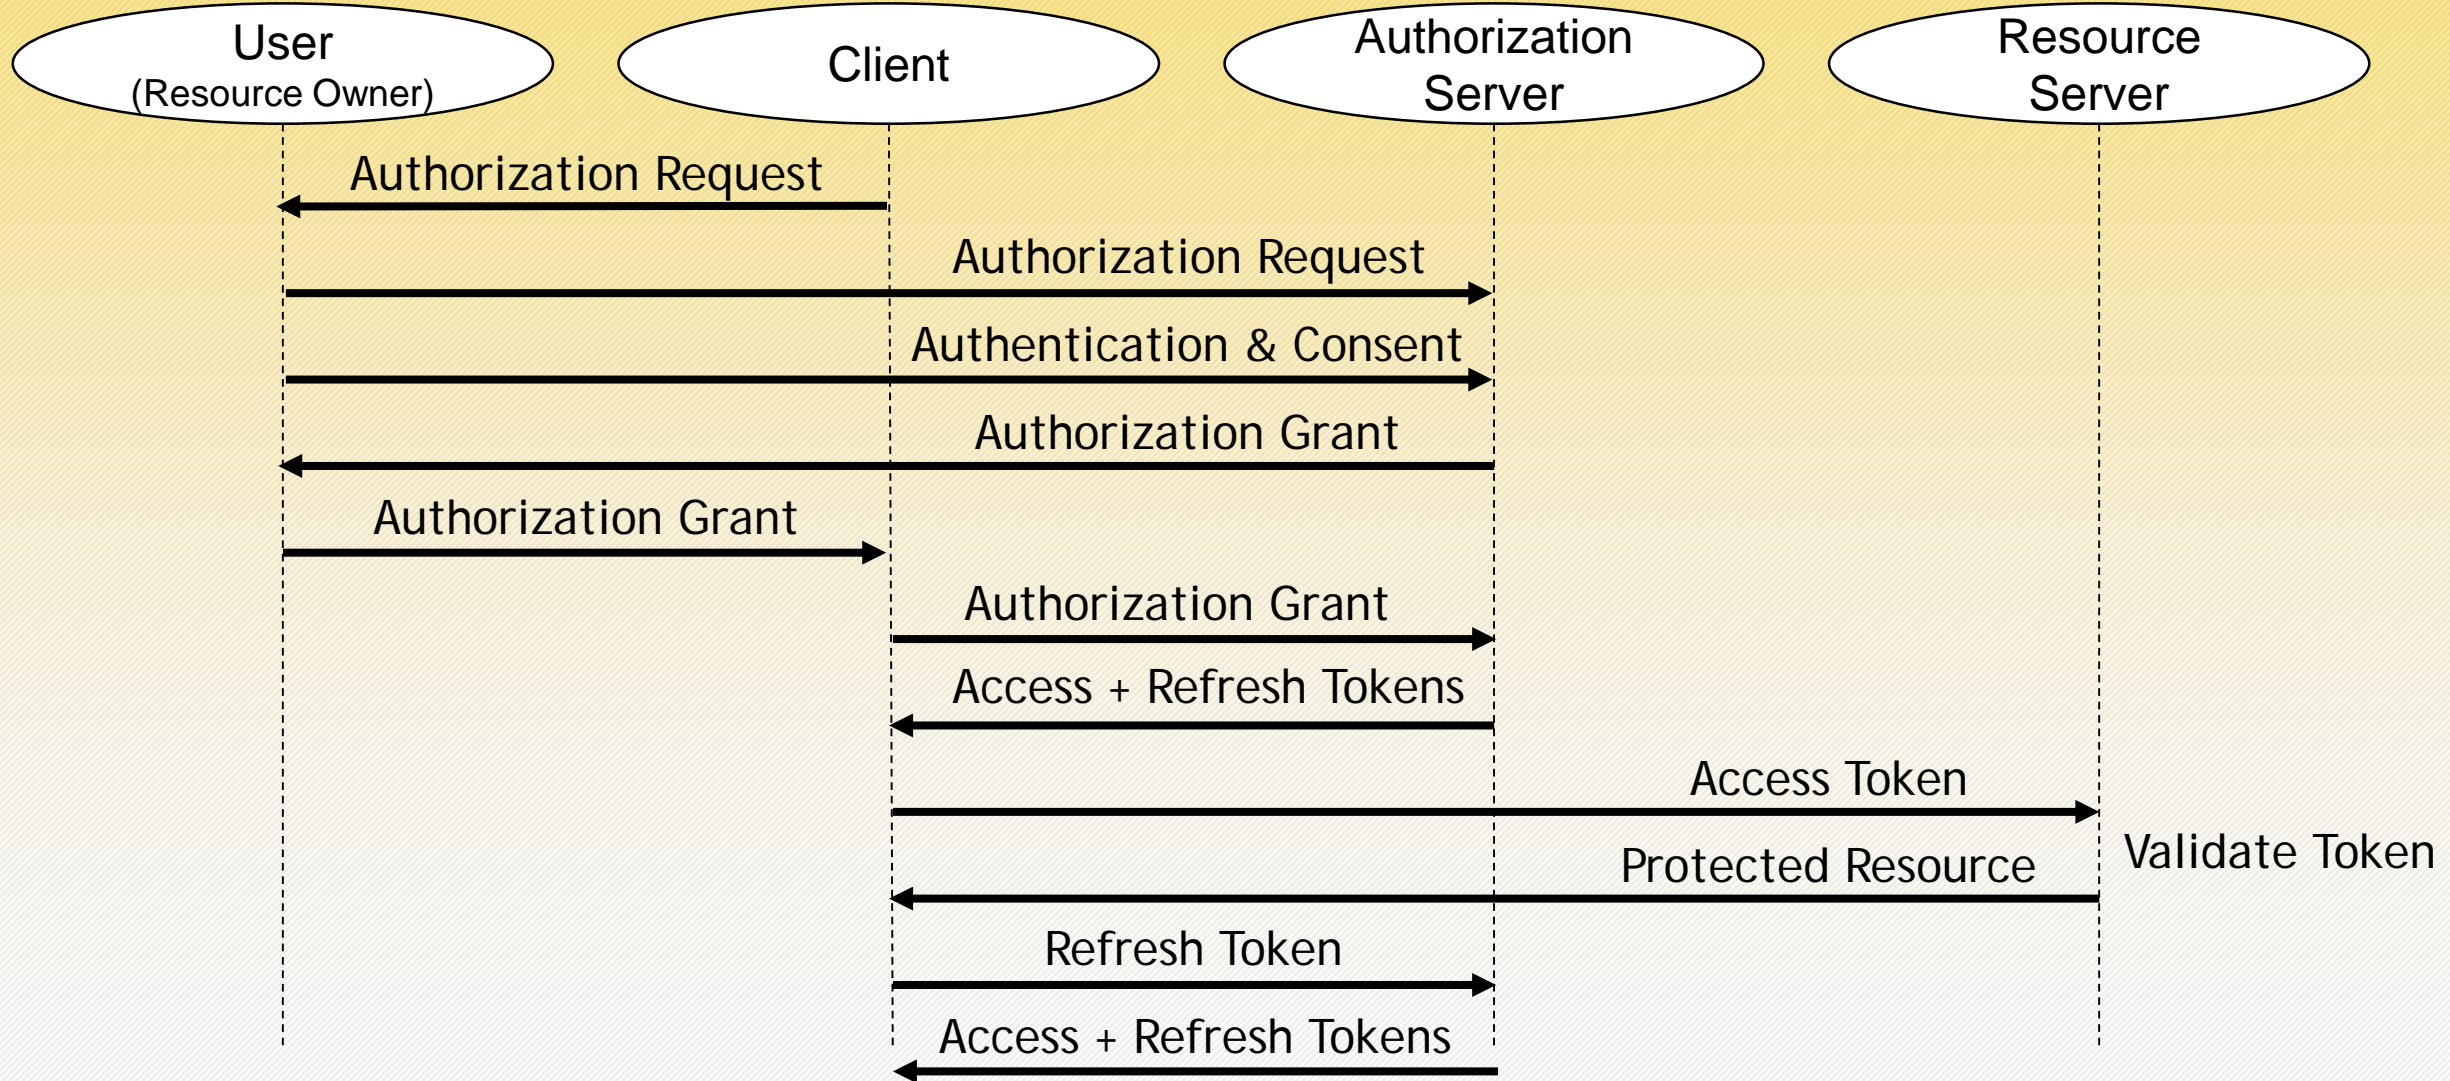 User
(Resource Owner)
Client
Authorization
Server
Resource
Server
Authorization Request
Authorization Request
Authentication & Consent
Authorization Grant
Authorization Grant
Authorization Grant
Access + Refresh Tokens
Access Token
Validate Token
Protected Resource
Refresh Token
Access + Refresh Tokens